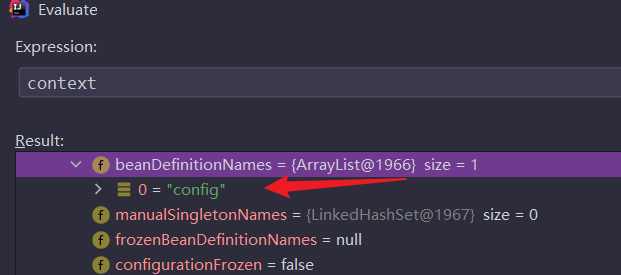 Evaluate
Expression:
context
Result:
beanDefinitionNames = {ArrayList@1966} size = 1
0 = "config"
manualSingletonNames = {LinkedHashSet@1967} size = 0
frozenBeanDefinitionNames = null
configurationFrozen = false